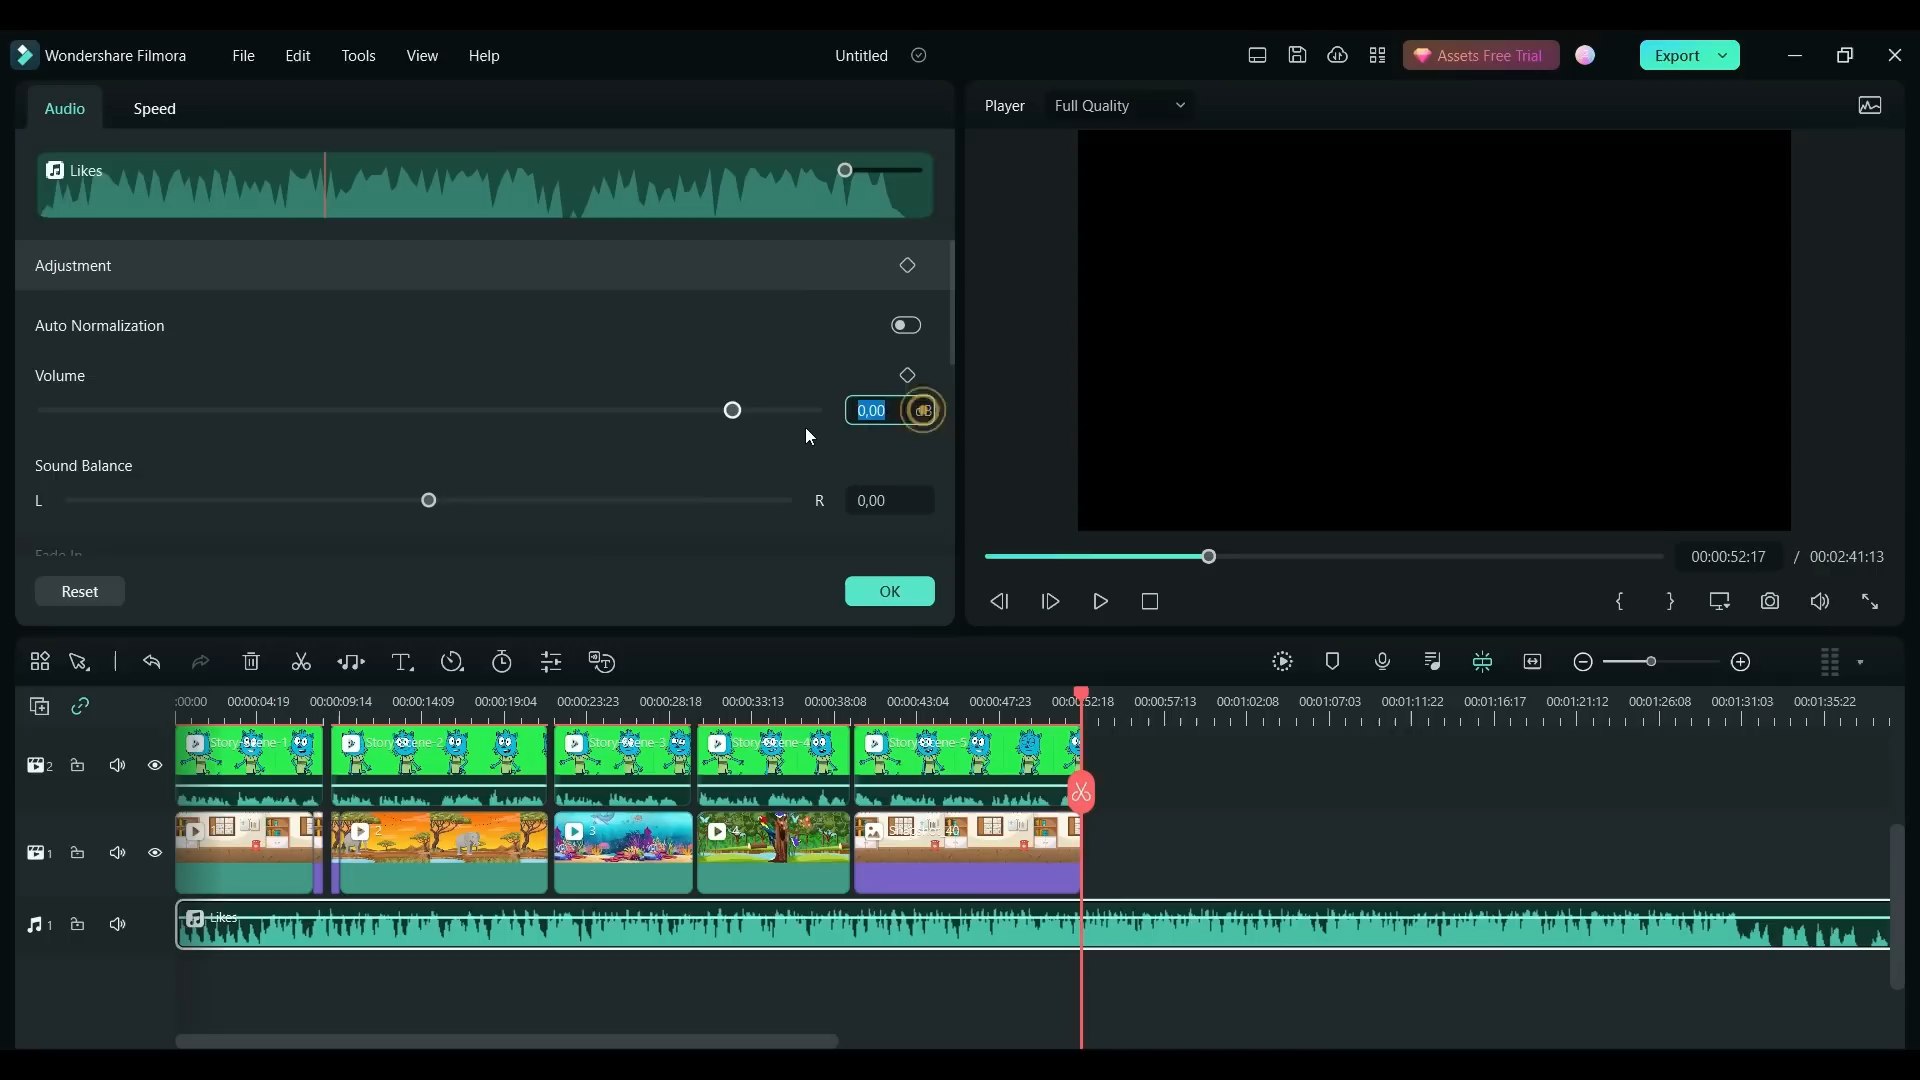 Wondershare Filmora File Edit Tools View Help Untitled Assets Free Trial Export
Audio Speed
Player Full Quality
Likes
Adjustment
Auto Normalization
Volume
0,00 dB
Sound Balance
L R 0,00
Fade In
Reset OK
00:00:52:17 / 00:02:41:13
{ }
:00:00 00:00:04:19 00:00:09:14 00:00:14:09 00:00:19:04 00:00:23:23 00:00:28:18 00:00:33:13 00:00:38:08 00:00:43:04 00:00:47:23 00:00:52:18 00:00:57:13 00:01:02:08 00:01:07:03 00:01:11:22 00:01:16:17 00:01:21:12 00:01:26:08 00:01:31:03 00:01:35:22
Story-Scene-1 Story-Scene-2 Story-Scene-3 Story-Scene-4 Story-Scene-5
2
1 2 3 4
1
1 Likes